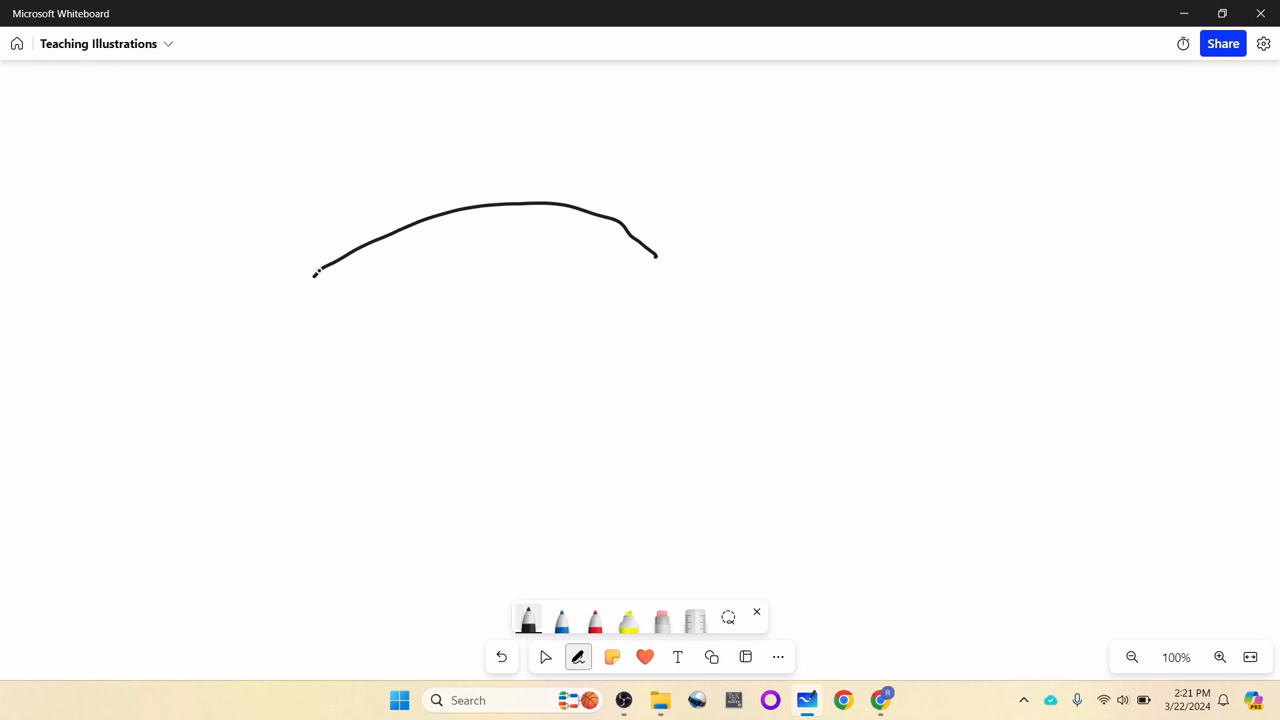 Microsoft Whiteboard
Teaching Illustrations
Share
100%
Search
2:21 PM
3/22/2024